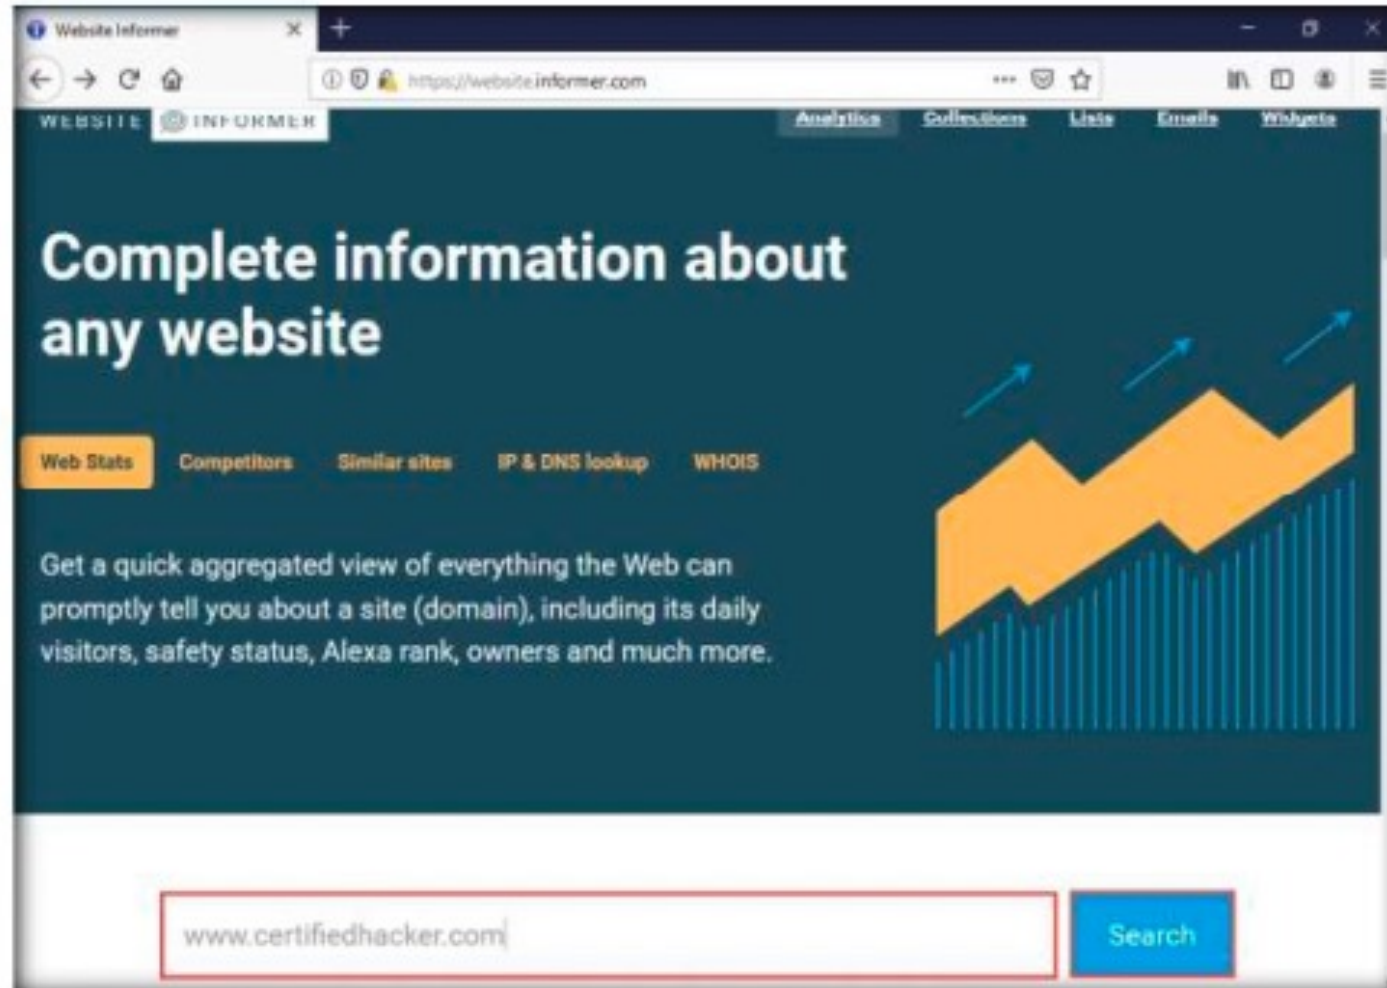 Website Informer
https://website.informer.com
WEBSITE INFORMER
Analytics Collections Lists Emails Widgets
Complete information about
any website
Web Stats Competitors Similar sites IP & DNS lookup WHOIS
Get a quick aggregated view of everything the Web can
promptly tell you about a site (domain), including its daily
visitors, safety status, Alexa rank, owners and much more.
www.certifiedhacker.com Search